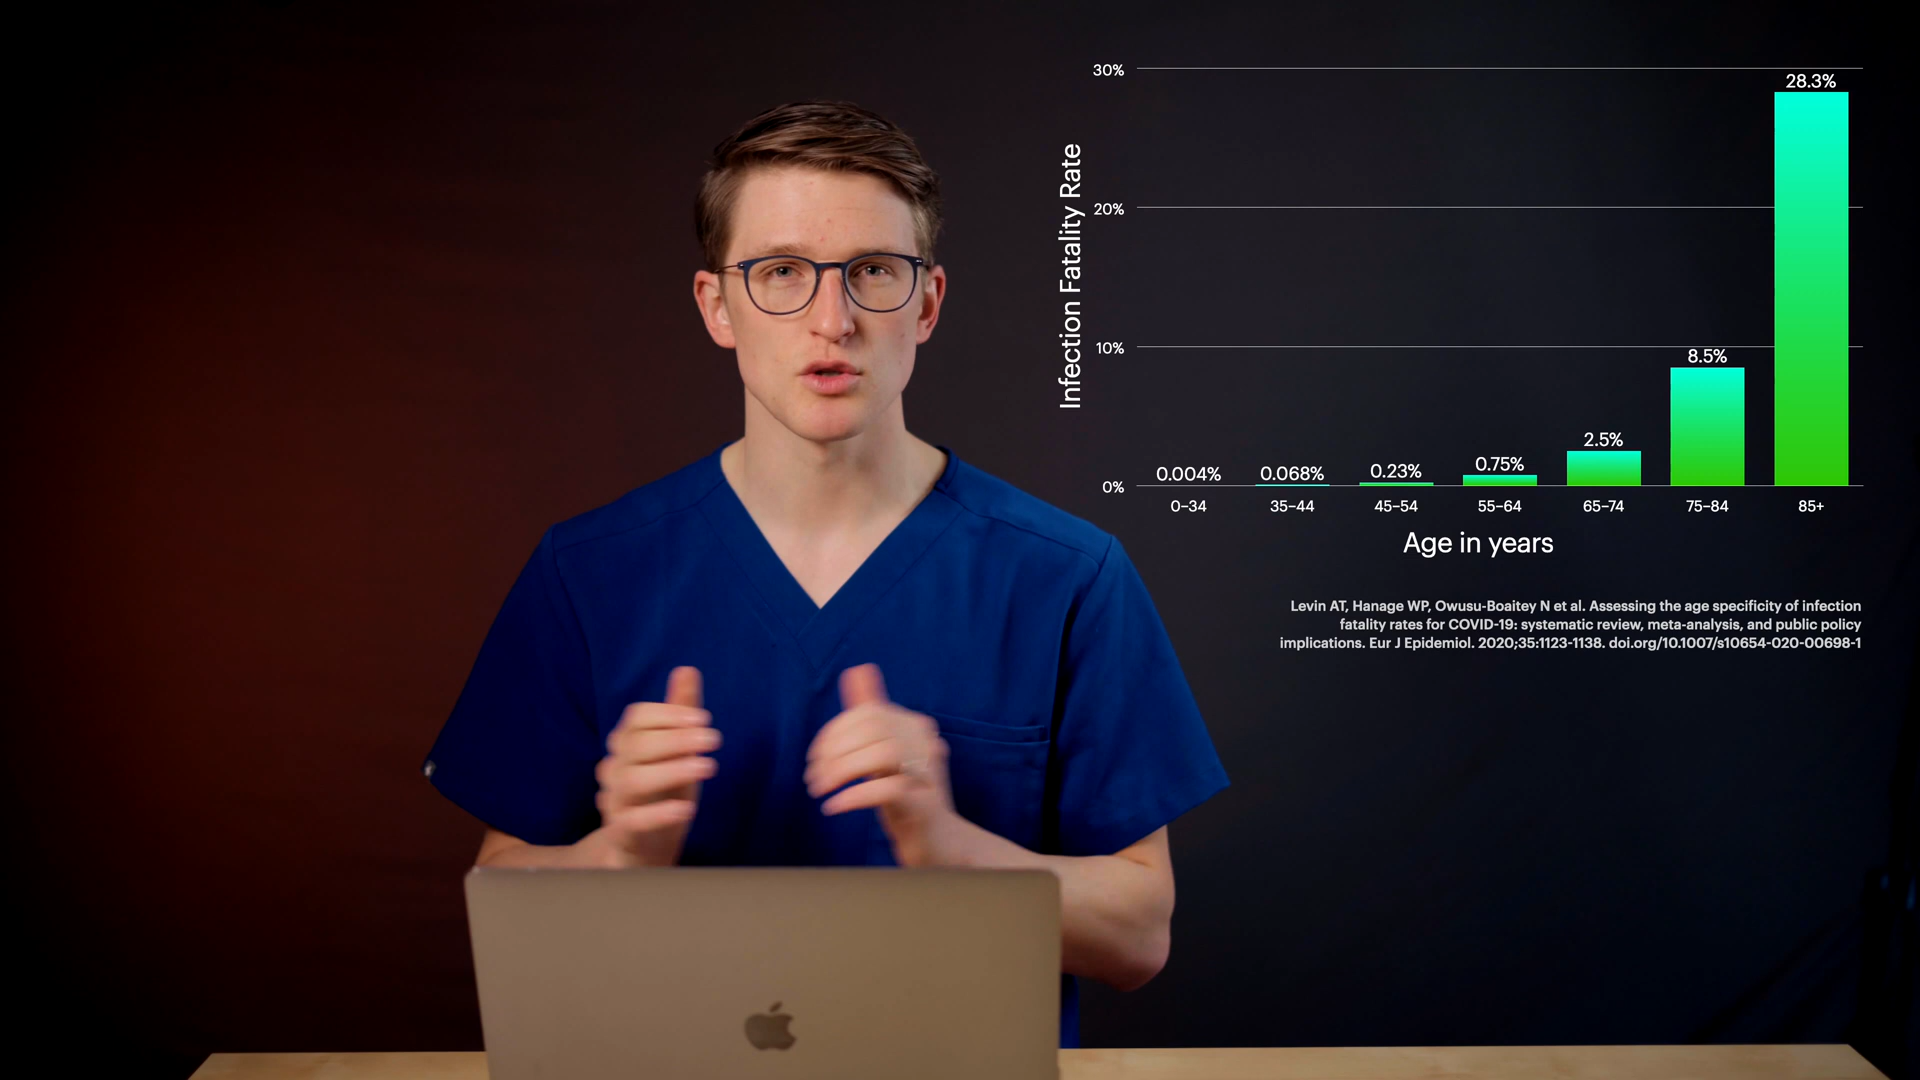 30%
28.3%
20%
Infection Fatality Rate
10%
8.5%
2.5%
0.75%
0.23%
0.068%
0.004%
0%
0–34 35–44 45–54 55–64 65–74 75–84 85+
Age in years
Levin AT, Hanage WP, Owusu-Boaitey N et al. Assessing the age specificity of infection
fatality rates for COVID-19: systematic review, meta-analysis, and public policy
implications. Eur J Epidemiol. 2020;35:1123-1138. doi.org/10.1007/s10654-020-00698-1